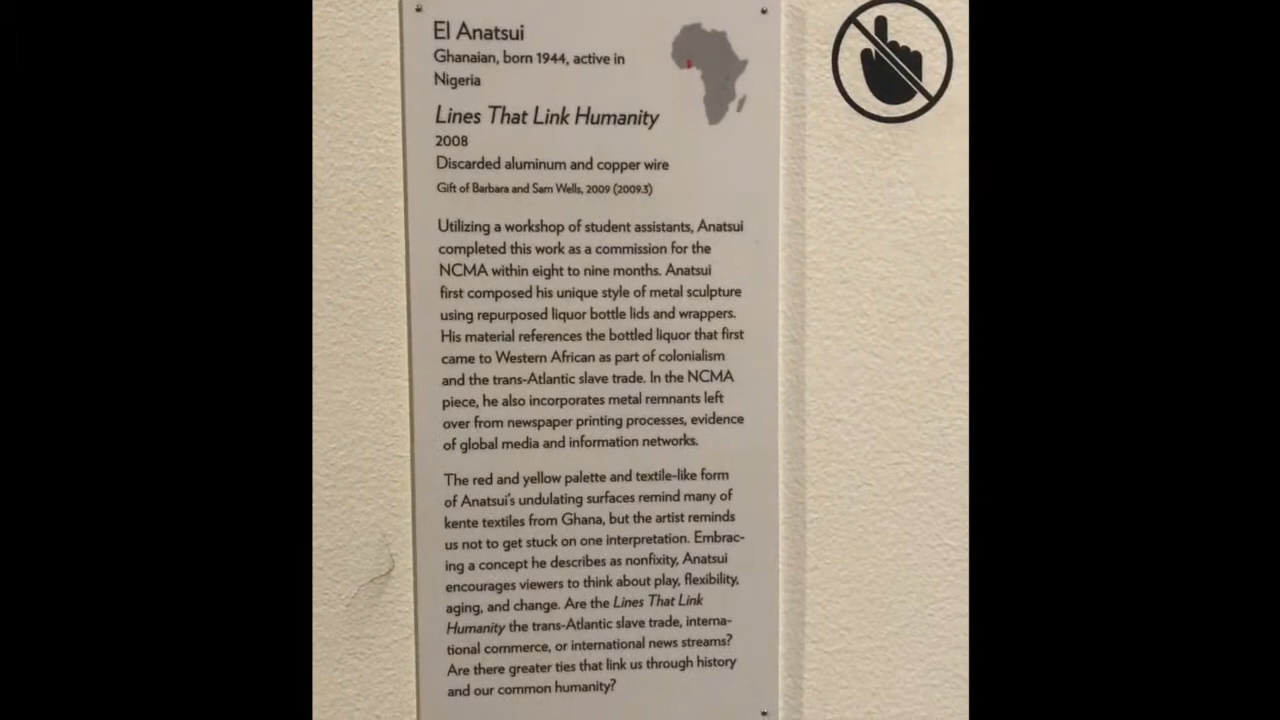 El Anatsui
Ghanaian, born 1944, active in
Nigeria
Lines That Link Humanity
2008
Discarded aluminum and copper wire
Gift of Barbara and Sam Wells, 2009 (2009.3)
Utilizing a workshop of student assistants, Anatsui
completed this work as a commission for the
NCMA within eight to nine months. Anatsui
first composed his unique style of metal sculpture
using repurposed liquor bottle lids and wrappers.
His material references the bottled liquor that first
came to Western African as part of colonialism
and the trans-Atlantic slave trade. In the NCMA
piece, he also incorporates metal remnants left
over from newspaper printing processes, evidence
of global media and information networks.
The red and yellow palette and textile-like form
of Anatsui's undulating surfaces remind many of
kente textiles from Ghana, but the artist reminds
us not to get stuck on one interpretation. Embrac-
ing a concept he describes as nonfixity, Anatsui
encourages viewers to think about play, flexibility,
aging, and change. Are the Lines That Link
Humanity the trans-Atlantic slave trade, interna-
tional commerce, or international news streams?
Are there greater ties that link us through history
and our common humanity?